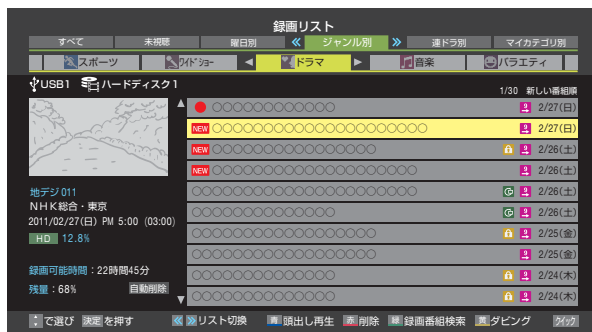 録画リスト
すべて 未視聴 曜日別 ≪ ジャンル別 ≫ 連ドラ別 マイカテゴリ別
スポーツ ワイドショー ◀ ドラマ ▶ 音楽 バラエティ
USB1 ハードディスク1
1/30 新しい番組順
○○○○○○○○○○○○ 2/27(日)
NEW ○○○○○○○○○○○○○○○○○○○○○ 2/27(日)
NEW ○○○○○○○○○○○○○○○○ 2/26(土)
NEW ○○○○○○○○○○○○○○○○○○○○ 2/26(土)
○○○○○○○○○○○○○○○○○○○○○○ 2/26(土)
○○○○○○○○○○○○○○ 2/26(土)
○○○○○○○○○○○○○○○○○○ 2/25(金)
○○○○○○○○○○○○○○○○○○ 2/25(金)
○○○○○○○○○○○○○○○○ 2/24(木)
○○○○○○○○○○○○○○ 2/24(木)
地デジ011
NHK総合・東京
2011/02/27(日) PM 5:00 (03:00)
HD 12.8%
録画可能時間:22時間45分
残量:68% 自動削除
で選び 決定 を押す ≪ ≫ リスト切換 青 頭出し再生 赤 削除 緑 録画番組検索 黄 ダビング クイック